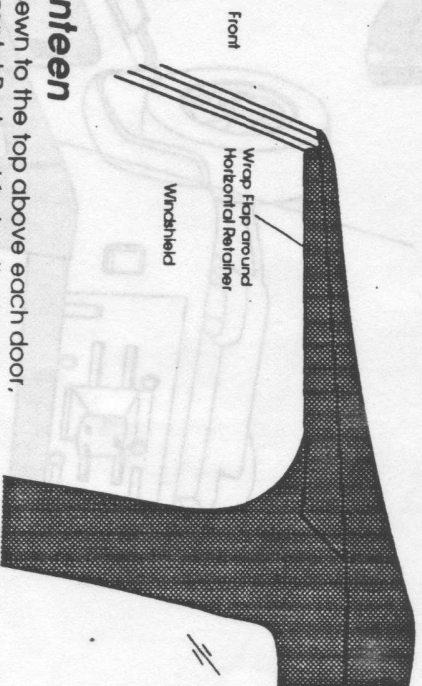 Front
Wrap Flap around
Horizontal Retainer
Windshield
nteen
ewn to the top above each door,